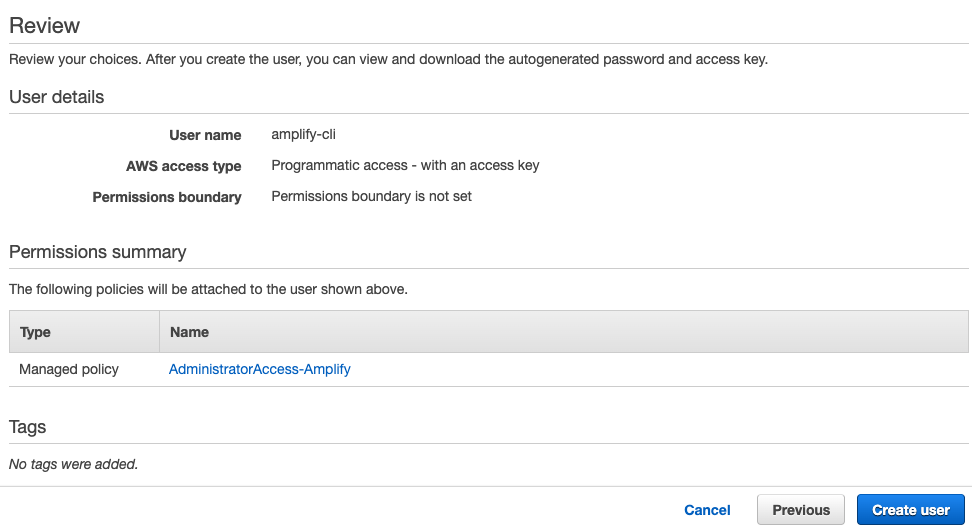 Review
Review your choices. After you create the user, you can view and download the autogenerated password and access key.
User details
User name amplify-cli
AWS access type Programmatic access - with an access key
Permissions boundary Permissions boundary is not set
Permissions summary
The following policies will be attached to the user shown above.
Type Name
Managed policy AdministratorAccess-Amplify
Tags
No tags were added.
Cancel Previous Create user